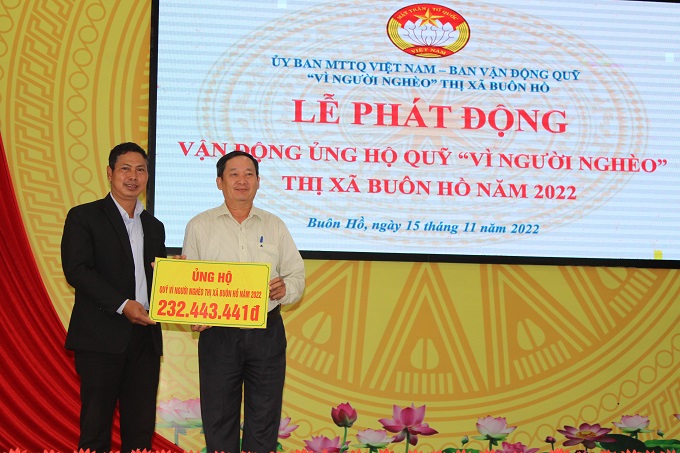 MẶT TRẬN TỔ QUỐC
VIỆT NAM
ỦY BAN MTTQ VIỆT NAM – BAN VẬN ĐỘNG QUỸ
“VÌ NGƯỜI NGHÈO” THỊ XÃ BUÔN HỒ
LỄ PHÁT ĐỘNG
VẬN ĐỘNG ỦNG HỘ QUỸ “VÌ NGƯỜI NGHÈO”
THỊ XÃ BUÔN HỒ NĂM 2022
Buôn Hồ, ngày 15 tháng 11 năm 2022
ỦNG HỘ
QUỸ VÌ NGƯỜI NGHÈO THỊ XÃ BUÔN HỒ NĂM 2022
232.443.441đ